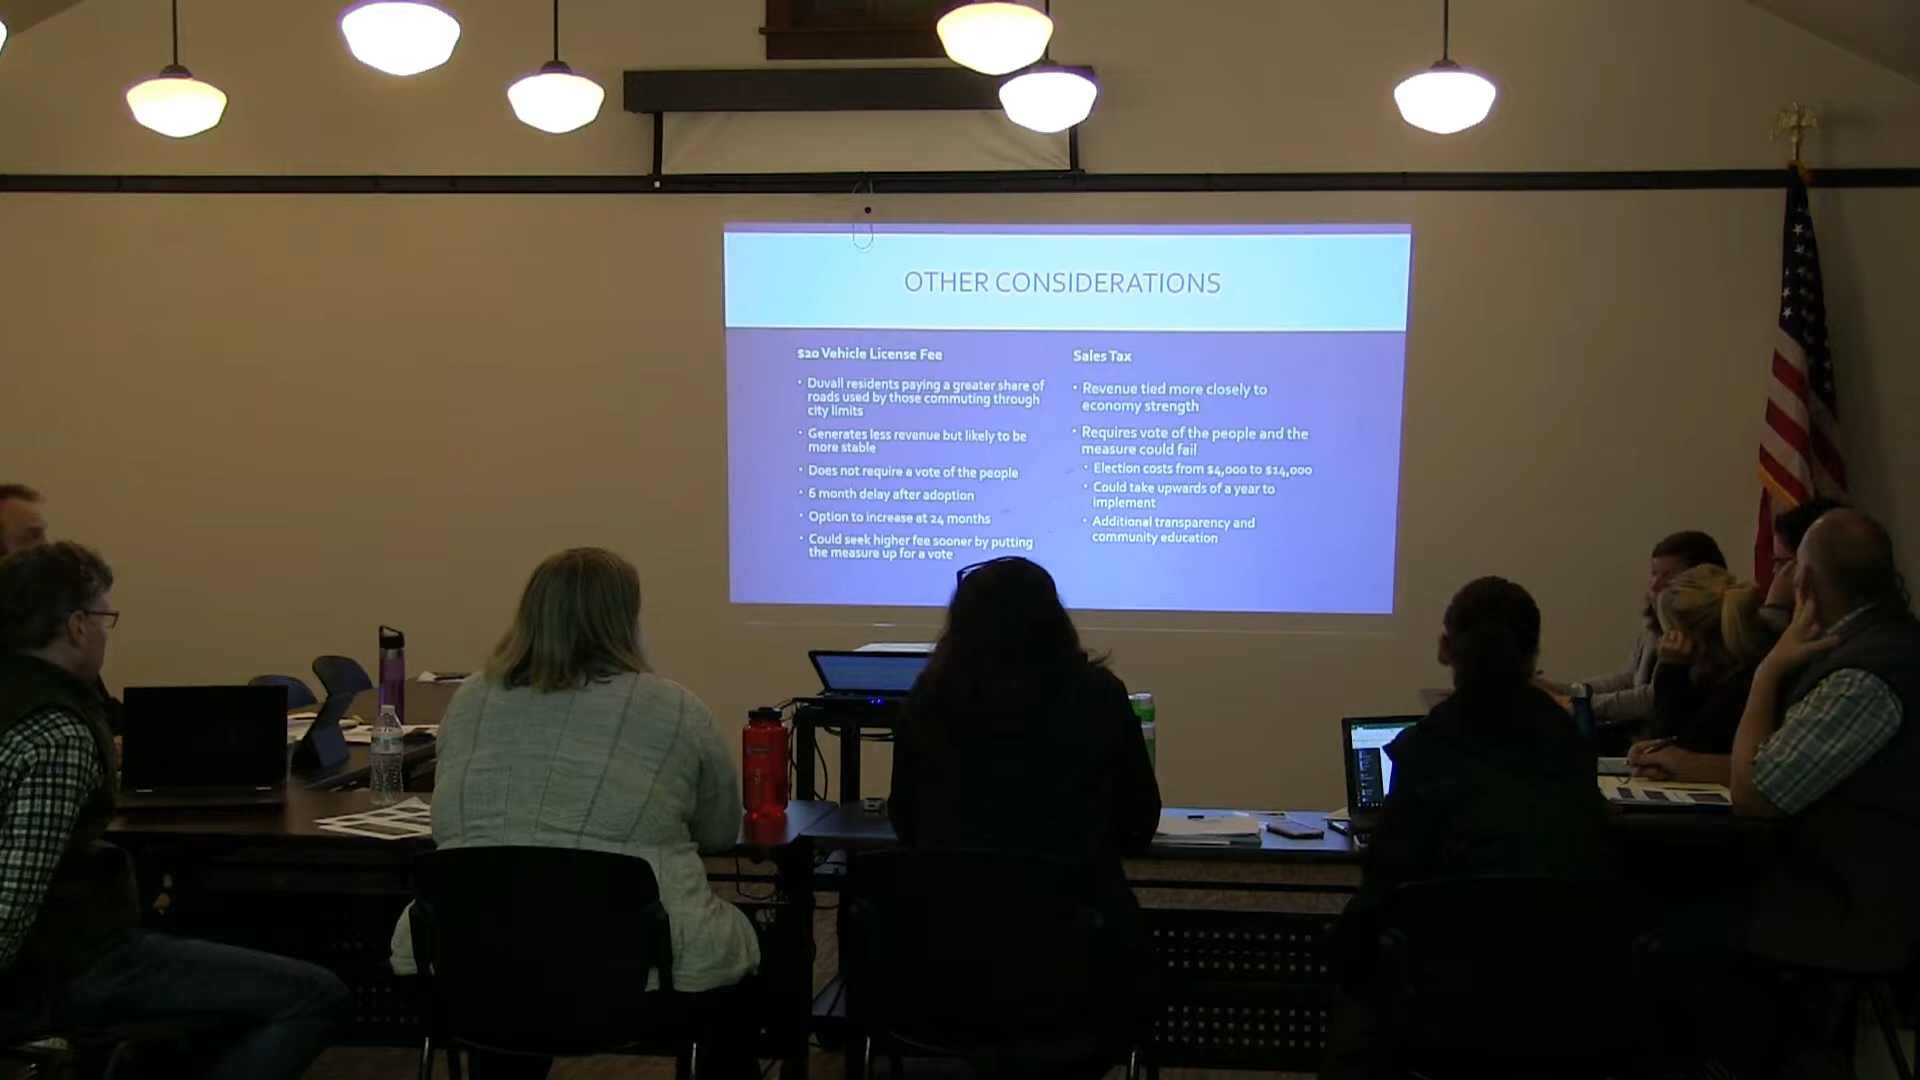 OTHER CONSIDERATIONS
$20 Vehicle License Fee
• Duvall residents paying a greater share of
roads used by those commuting through
city limits
• Generates less revenue but likely to be
more stable
• Does not require a vote of the people
• 6 month delay after adoption
• Option to increase at 24 months
• Could seek higher fee sooner by putting
the measure up for a vote
Sales Tax
• Revenue tied more closely to
economy strength
• Requires vote of the people and the
measure could fail
• Election costs from $4,000 to $14,000
• Could take upwards of a year to
implement
• Additional transparency and
community education